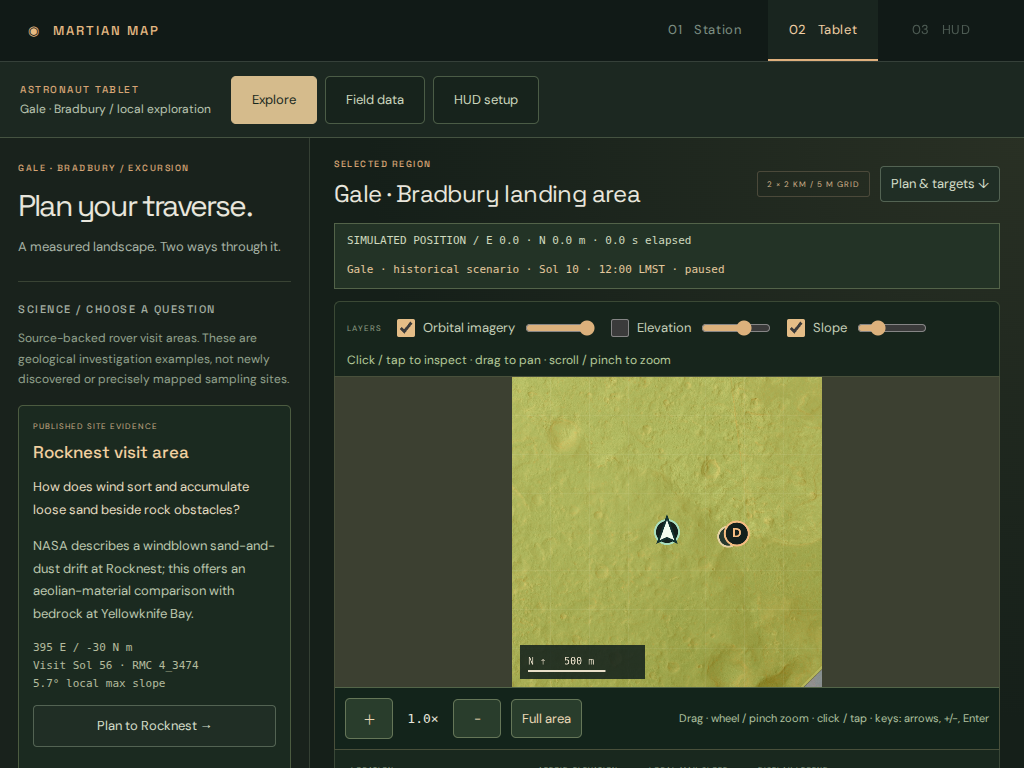 ◉ MARTIAN MAP
01 Station
02 Tablet
03 HUD
ASTRONAUT TABLET
Gale · Bradbury / local exploration
Explore
Field data
HUD setup
GALE · BRADBURY / EXCURSION
Plan your traverse.
A measured landscape. Two ways through it.
SCIENCE / CHOOSE A QUESTION
Source-backed rover visit areas. These are
geological investigation examples, not newly
discovered or precisely mapped sampling sites.
PUBLISHED SITE EVIDENCE
Rocknest visit area
How does wind sort and accumulate
loose sand beside rock obstacles?
NASA describes a windblown sand-and-
dust drift at Rocknest; this offers an
aeolian-material comparison with
bedrock at Yellowknife Bay.
395 E / -30 N m
Visit Sol 56 · RMC 4_3474
5.7° local max slope
Plan to Rocknest →
SELECTED REGION
Gale · Bradbury landing area
2 × 2 KM / 5 M GRID
Plan & targets ↓
SIMULATED POSITION / E 0.0 · N 0.0 m · 0.0 s elapsed
Gale · historical scenario · Sol 10 · 12:00 LMST · paused
LAYERS
Orbital imagery
Elevation
Slope
Click / tap to inspect · drag to pan · scroll / pinch to zoom
D
N ↑ 500 m
+
1.0×
-
Full area
Drag · wheel / pinch zoom · click / tap · keys: arrows, +/-, Enter